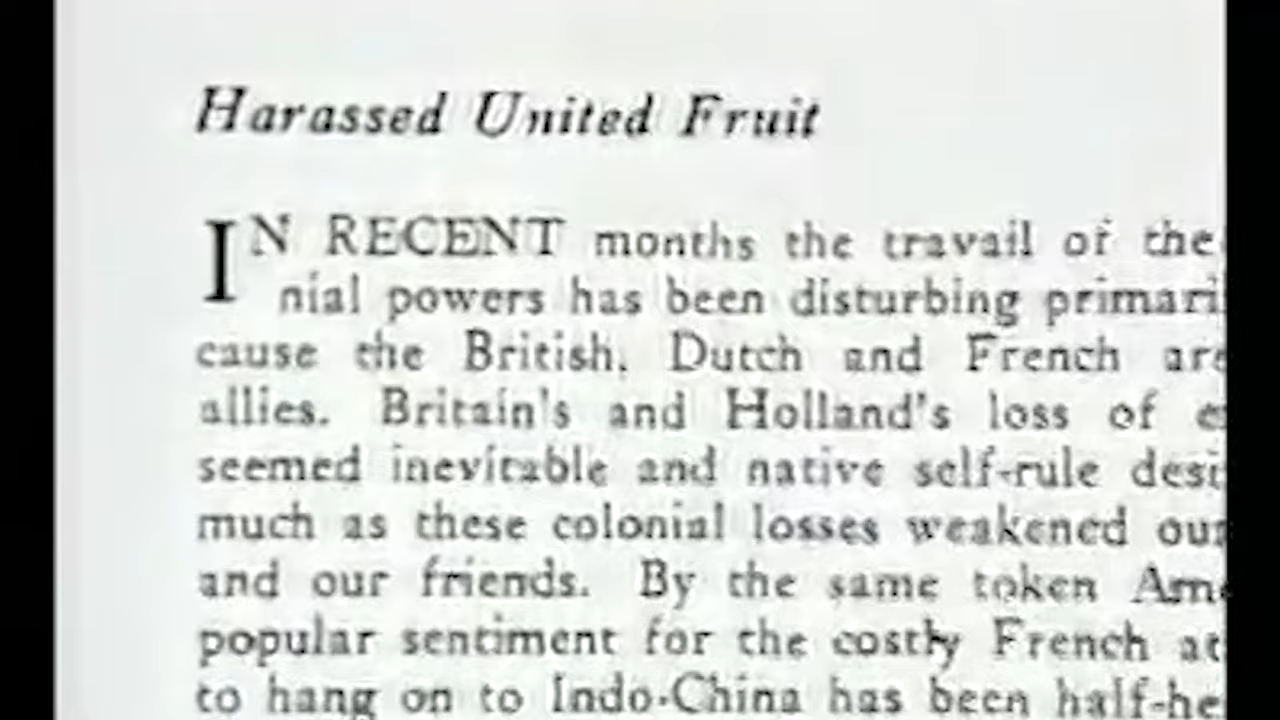 Harassed United Fruit
IN RECENT months the travail of the
nial powers has been disturbing primari
cause the British, Dutch and French are
allies. Britain's and Holland's loss of e
seemed inevitable and native self-rule desi
much as these colonial losses weakened our
and our friends. By the same token Ame
popular sentiment for the costly French at
to hang on to Indo-China has been half-he